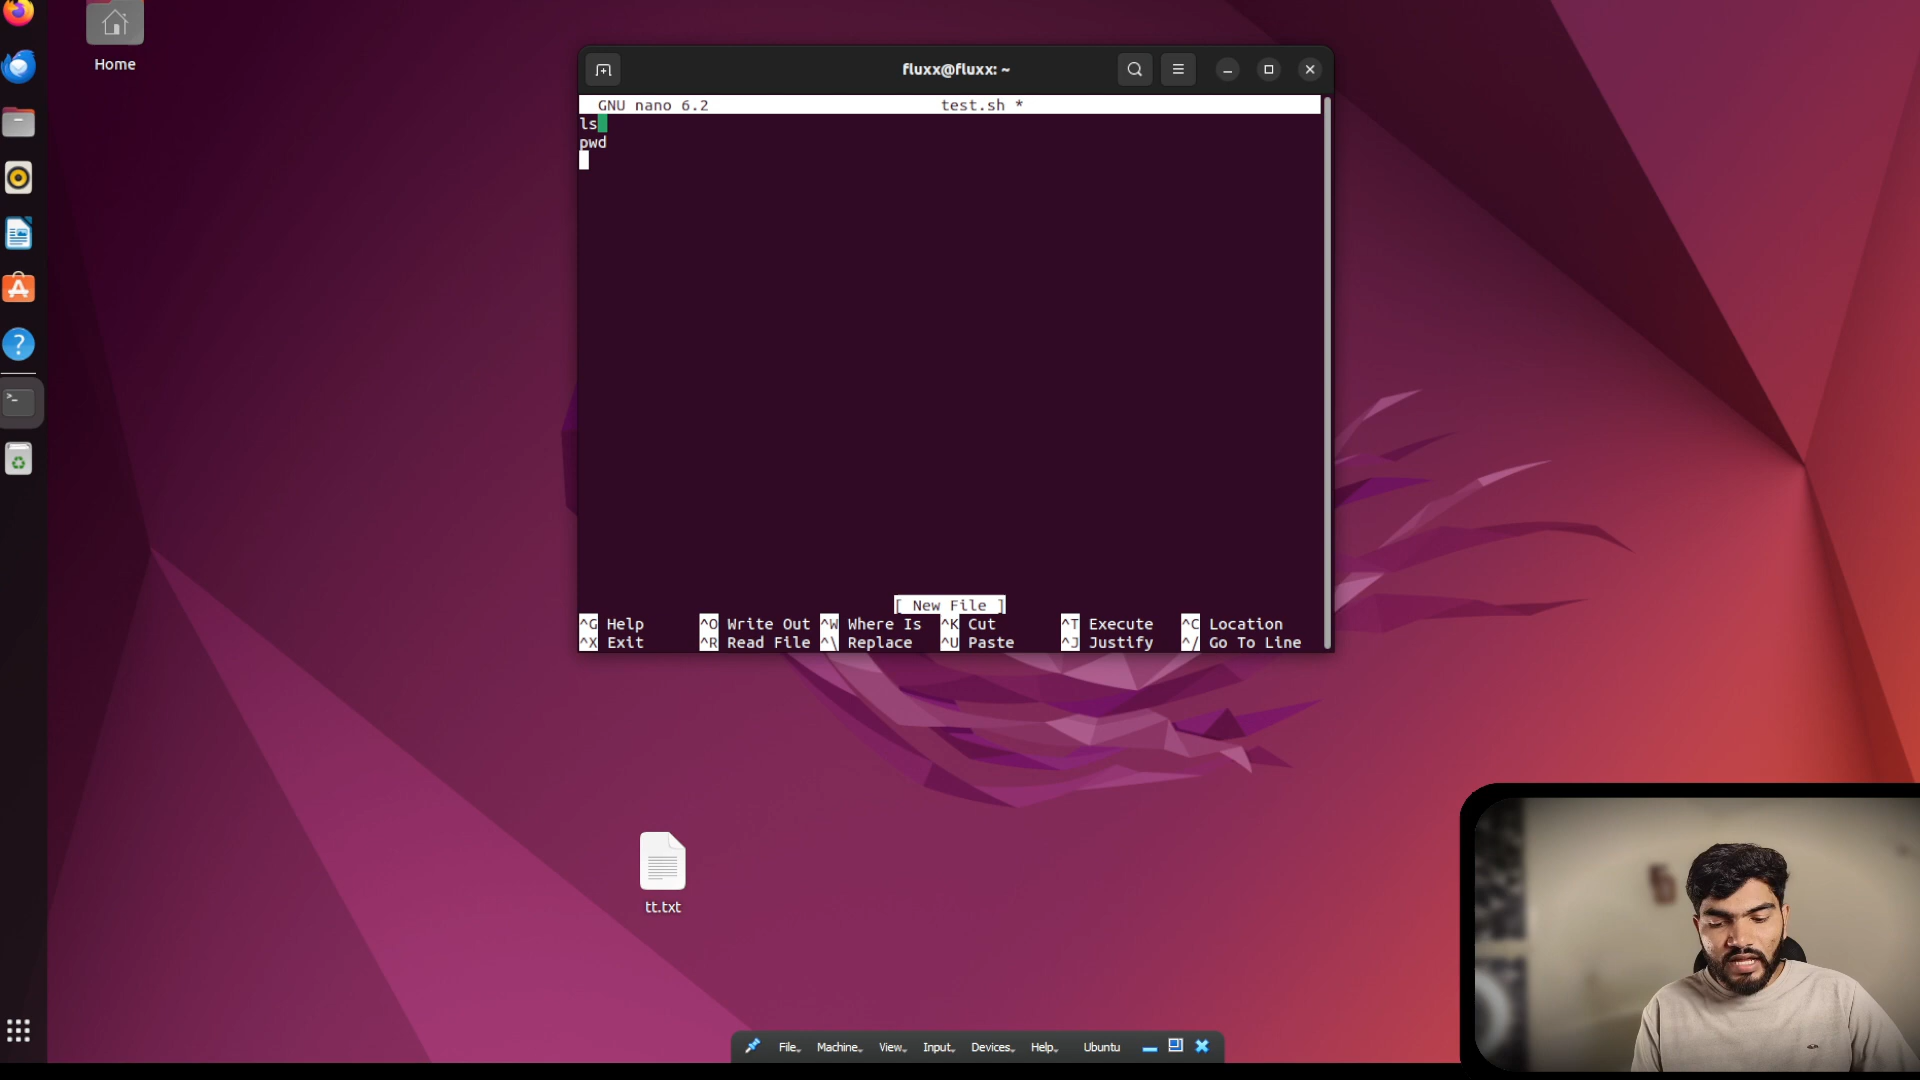 Home
fluxx@fluxx: ~
GNU nano 6.2 test.sh *
ls
pwd
[ New File ]
^G Help ^O Write Out ^W Where Is ^K Cut ^T Execute ^C Location
^X Exit ^R Read File ^\ Replace ^U Paste ^J Justify ^/ Go To Line
tt.txt
File Machine View Input Devices Help Ubuntu